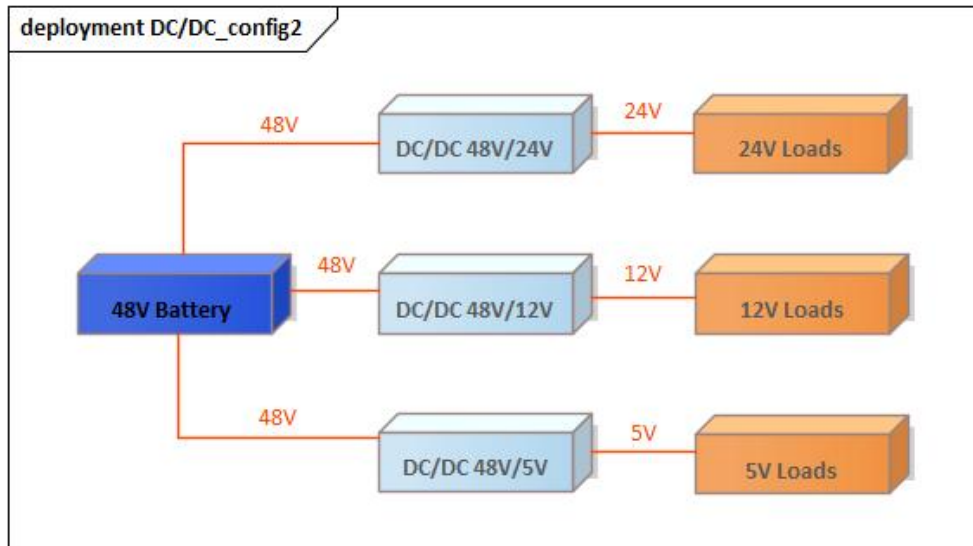 deployment DC/DC_config2
48V
DC/DC 48V/24V
24V
24V Loads
48V Battery
48V
DC/DC 48V/12V
12V
12V Loads
48V
DC/DC 48V/5V
5V
5V Loads